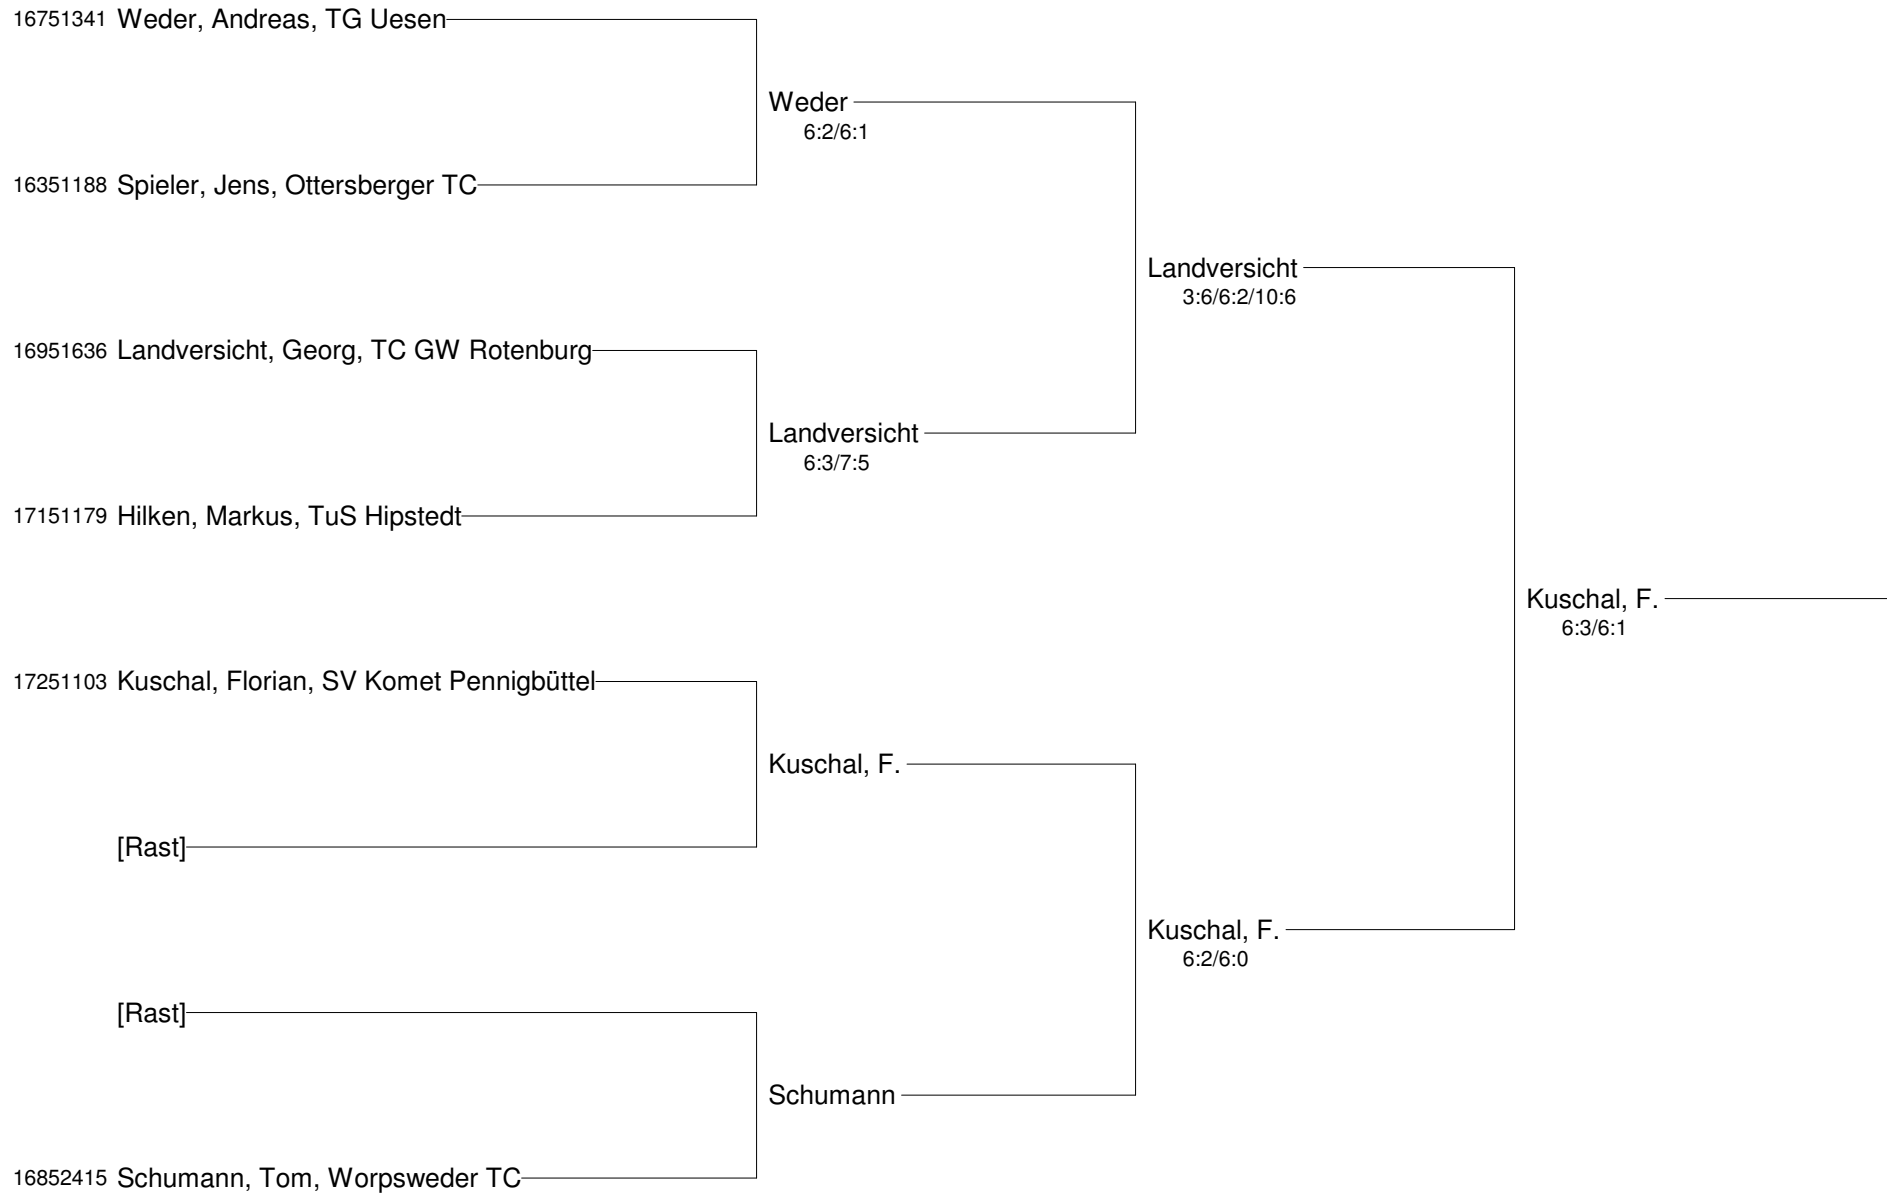 16751341 Weder, Andreas, TG Uesen
Weder
6:2/6:1
16351188 Spieler, Jens, Ottersberger TC
Landversicht
3:6/6:2/10:6
16951636 Landversicht, Georg, TC GW Rotenburg
Landversicht
6:3/7:5
17151179 Hilken, Markus, TuS Hipstedt
Kuschal, F.
6:3/6:1
17251103 Kuschal, Florian, SV Komet Pennigbüttel
Kuschal, F.
[Rast]
Kuschal, F.
6:2/6:0
[Rast]
Schumann
16852415 Schumann, Tom, Worpsweder TC